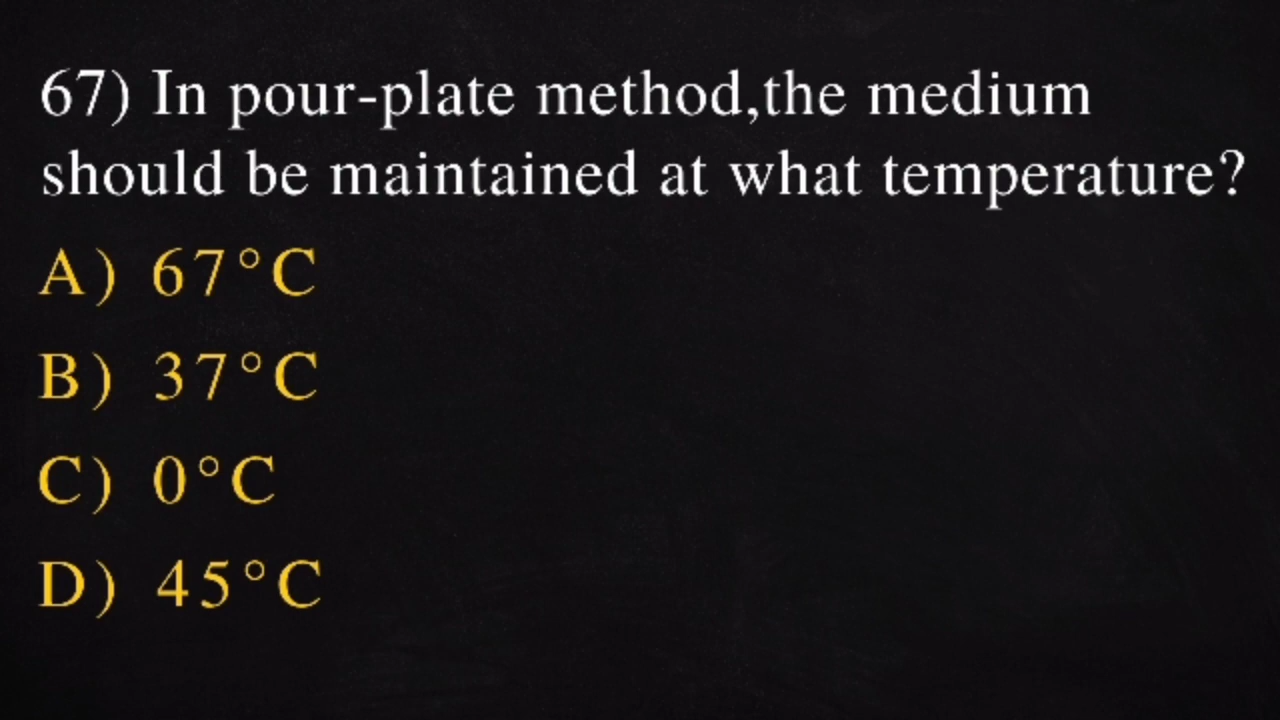 67) In pour-plate method,the medium
should be maintained at what temperature?
A) 67°C
B) 37°C
C) 0°C
D) 45°C